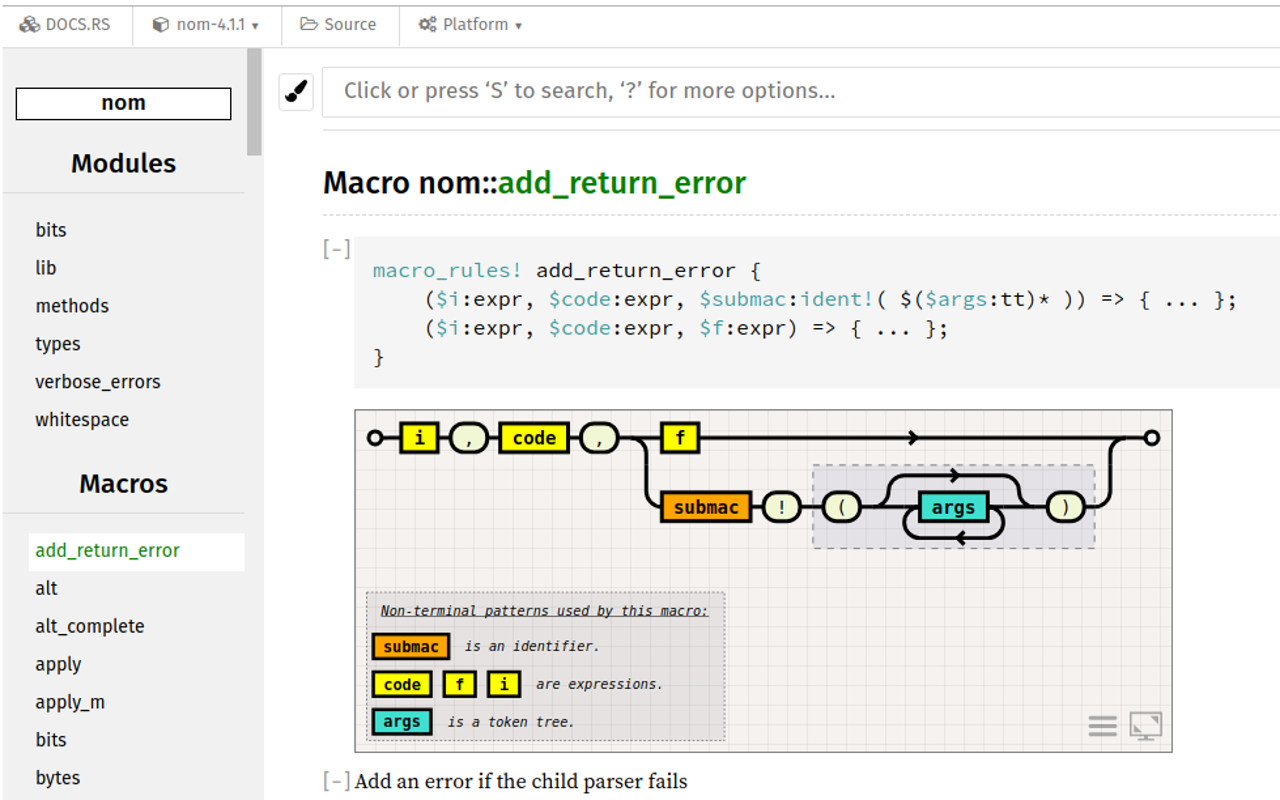 DOCS.RS nom-4.1.1 Source Platform
nom
Modules
bits
lib
methods
types
verbose_errors
whitespace
Macros
add_return_error
alt
alt_complete
apply
apply_m
bits
bytes
Click or press ‘S’ to search, ‘?’ for more options...
Macro nom::add_return_error
[-]
macro_rules! add_return_error {
($i:expr, $code:expr, $submac:ident!( $($args:tt)* )) => { ... };
($i:expr, $code:expr, $f:expr) => { ... };
}
i , code , f
submac ! ( args )
Non-terminal patterns used by this macro:
submac is an identifier.
code f i are expressions.
args is a token tree.
[-] Add an error if the child parser fails